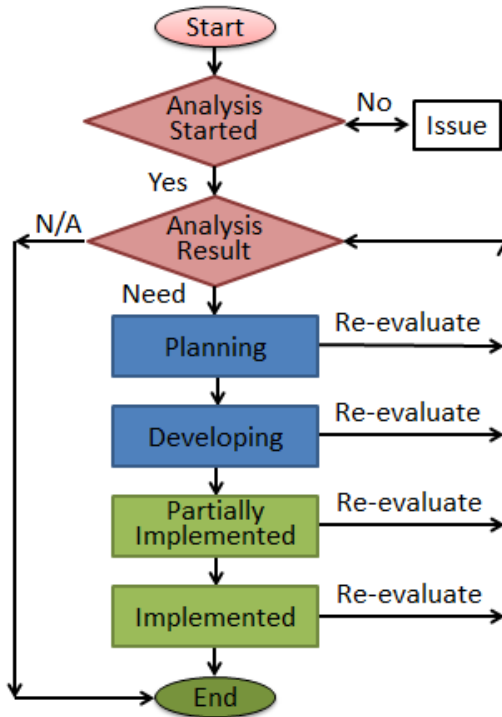 Start
Analysis
Started
No
Issue
Yes
N/A
Analysis
Result
Need
Planning
Re-evaluate
Developing
Re-evaluate
Partially
Implemented
Re-evaluate
Implemented
Re-evaluate
End